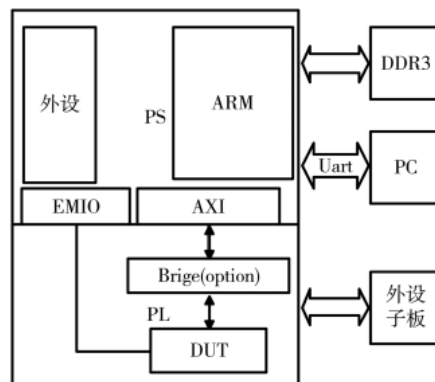 外设
PS
ARM
DDR3
Uart
PC
EMIO
AXI
Brige(option)
PL
DUT
外设
子板